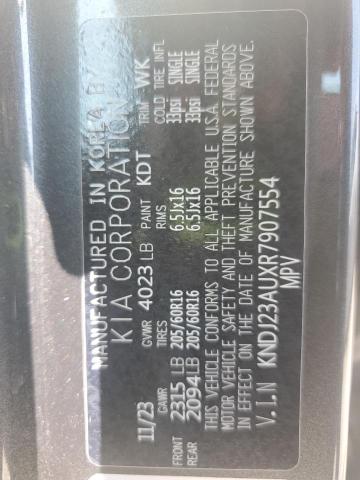 MANUFACTURED IN KOREA BY
KIA CORPORATION
11/23 GVWR 4023 LB PAINT KDT TRIM WK
GAWR TIRES RIMS COLD TIRE INFL
FRONT 2315 LB 205/60R16 6.5Jx16 33psi SINGLE
REAR 2094 LB 205/60R16 6.5Jx16 33psi SINGLE
THIS VEHICLE CONFORMS TO ALL APPLICABLE U.S.A. FEDERAL
MOTOR VEHICLE SAFETY AND THEFT PREVENTION STANDARDS
IN EFFECT ON THE DATE OF MANUFACTURE SHOWN ABOVE.
V.I.N KNDJ23AUXR7907554
MPV